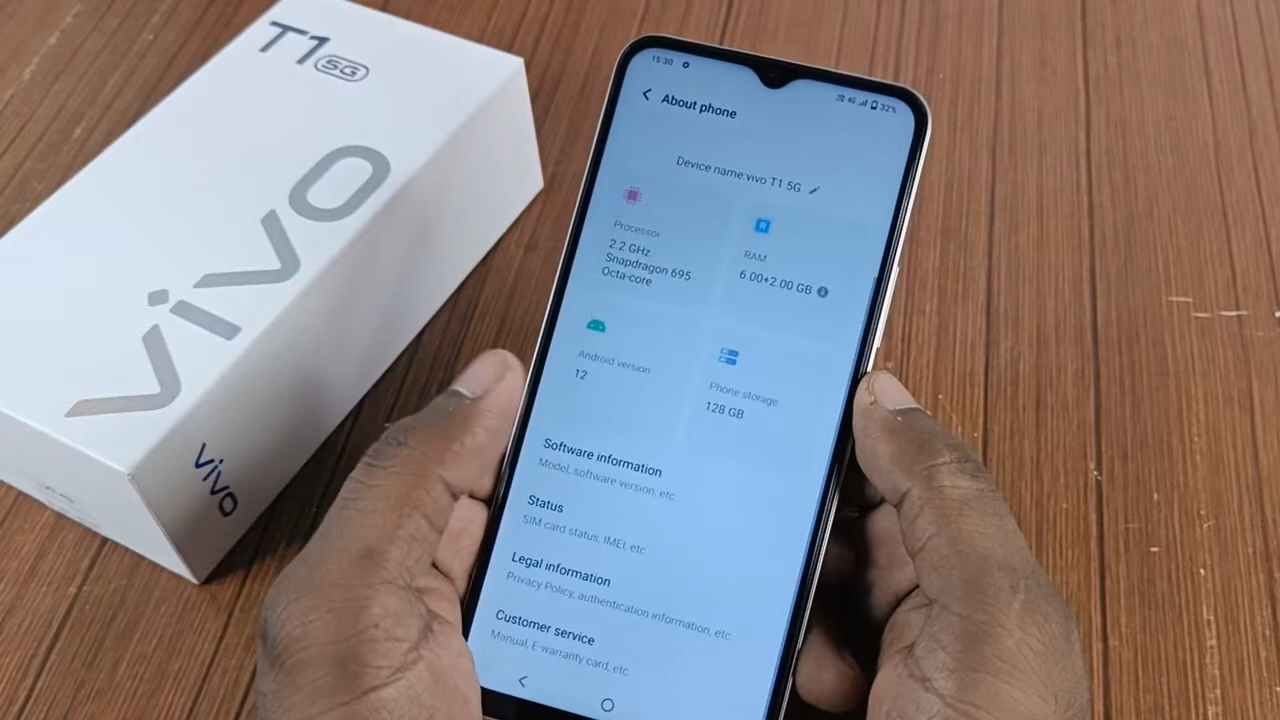 T1 5G
vivo
vivo
15:30
4G
32%
About phone
Device name:vivo T1 5G
Processor
2.2 GHz
Snapdragon 695
Octa-core
RAM
6.00+2.00 GB
Android version
12
Phone storage
128 GB
Software information
Model, software version, etc
Status
SIM card status, IMEI, etc
Legal information
Privacy Policy, authentication information, etc
Customer service
Manual, E-warranty card, etc